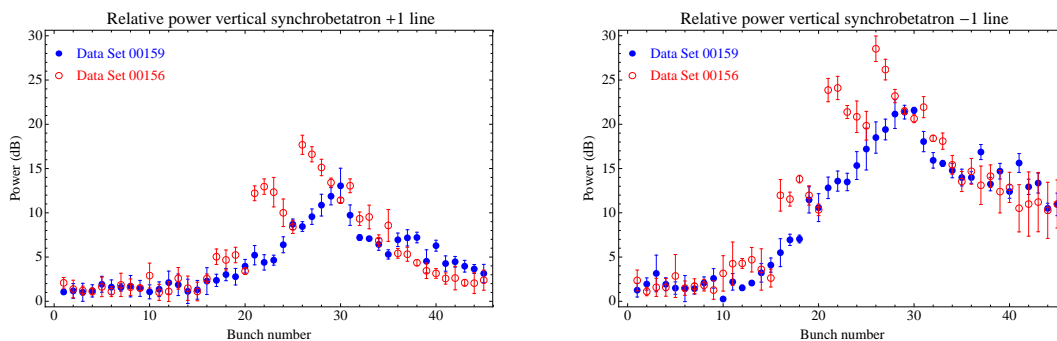 Relative power vertical synchrobetatron +1 line
30
25
20
15
10
5
0
Power (dB)
Data Set 00159
Data Set 00156
0 10 20 30 40
Bunch number
Relative power vertical synchrobetatron −1 line
30
25
20
15
10
5
0
Power (dB)
Data Set 00159
Data Set 00156
0 10 20 30 40
Bunch number